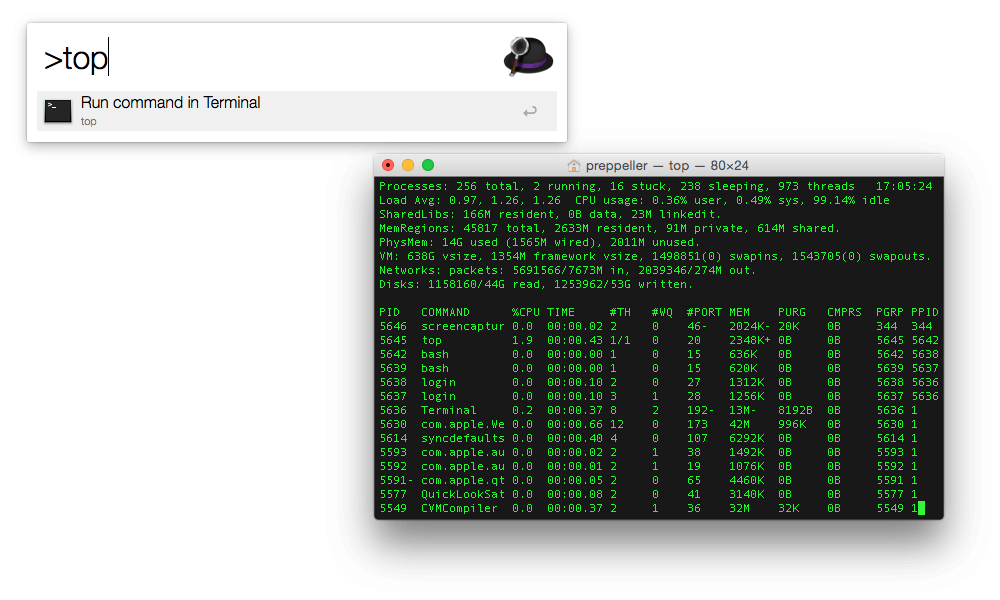 >top
Run command in Terminal
top
preppeller — top — 80×24
Processes: 256 total, 2 running, 16 stuck, 238 sleeping, 973 threads 17:05:24
Load Avg: 0.97, 1.26, 1.26 CPU usage: 0.36% user, 0.49% sys, 99.14% idle
SharedLibs: 166M resident, 0B data, 23M linkedit.
MemRegions: 45817 total, 2633M resident, 91M private, 614M shared.
PhysMem: 14G used (1565M wired), 2011M unused.
VM: 638G vsize, 1354M framework vsize, 1498851(0) swapins, 1543705(0) swapouts.
Networks: packets: 5691566/7673M in, 2039346/274M out.
Disks: 1158160/44G read, 1253962/53G written.
PID COMMAND %CPU TIME #TH #WQ #PORT MEM PURG CMPRS PGRP PPID
5646 screencaptur 0.0 00:00.02 2 0 46- 2024K- 20K 0B 344 344
5645 top 1.9 00:00.43 1/1 0 20 2348K+ 0B 0B 5645 5642
5642 bash 0.0 00:00.00 1 0 15 636K 0B 0B 5642 5638
5639 bash 0.0 00:00.00 1 0 15 620K 0B 0B 5639 5637
5638 login 0.0 00:00.10 2 0 27 1312K 0B 0B 5638 5636
5637 login 0.0 00:00.10 3 1 28 1256K 0B 0B 5637 5636
5636 Terminal 0.2 00:00.37 8 2 192- 13M- 8192B 0B 5636 1
5630 com.apple.We 0.0 00:00.66 12 0 173 42M 996K 0B 5630 1
5614 syncdefaults 0.0 00:00.40 4 0 107 6292K 0B 0B 5614 1
5593 com.apple.au 0.0 00:00.02 2 1 38 1492K 0B 0B 5593 1
5592 com.apple.au 0.0 00:00.01 2 1 19 1076K 0B 0B 5592 1
5591- com.apple.qt 0.0 00:00.05 2 0 65 4460K 0B 0B 5591 1
5577 QuickLookSat 0.0 00:00.08 2 0 41 3140K 0B 0B 5577 1
5549 CVMCompiler 0.0 00:00.37 2 1 36 32M 32K 0B 5549 1